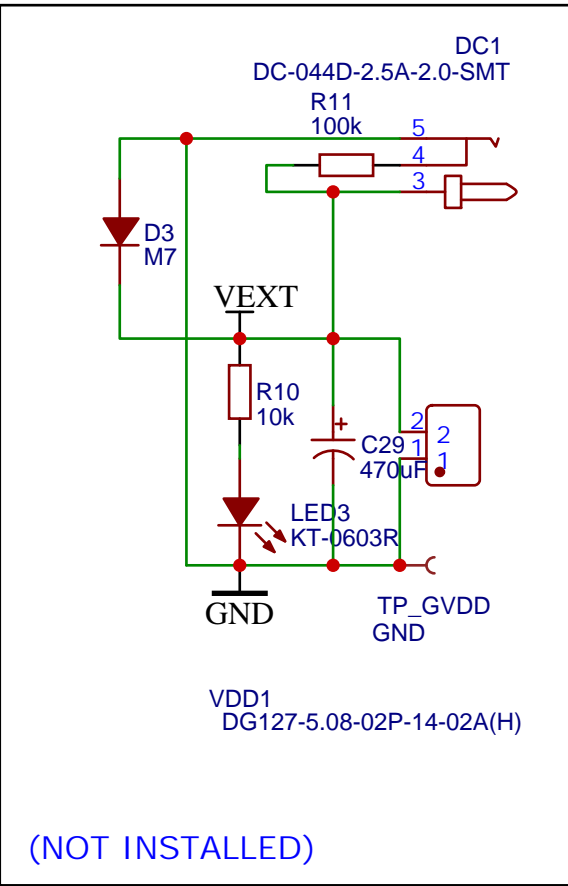 DC1
DC-044D-2.5A-2.0-SMT
R11
100k
5
4
3
D3
M7
VEXT
R10
10k
2
2
1
1
C29
470uF
LED3
KT-0603R
TP_GVDD
GND
GND
VDD1
DG127-5.08-02P-14-02A(H)
(NOT INSTALLED)